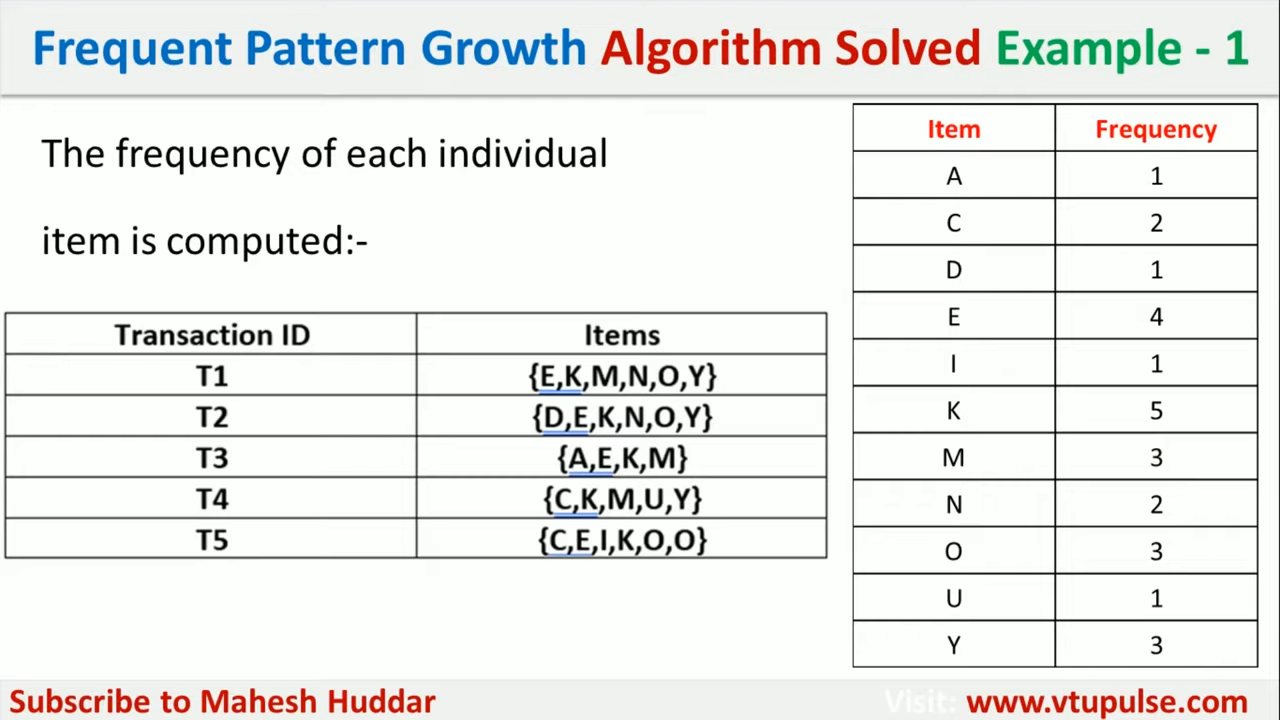 Frequent Pattern Growth Algorithm Solved Example - 1
The frequency of each individual
item is computed:-
Transaction ID Items
T1 {E,K,M,N,O,Y}
T2 {D,E,K,N,O,Y}
T3 {A,E,K,M}
T4 {C,K,M,U,Y}
T5 {C,E,I,K,O,O}
Item Frequency
A 1
C 2
D 1
E 4
I 1
K 5
M 3
N 2
O 3
U 1
Y 3
Subscribe to Mahesh Huddar
Visit: www.vtupulse.com